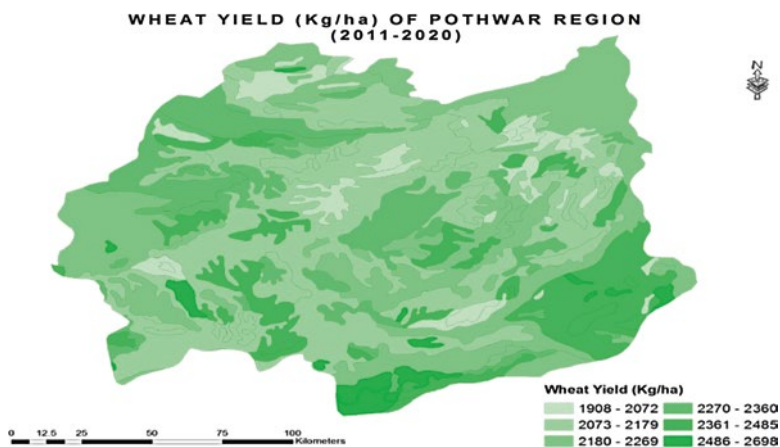 WHEAT YIELD (Kg/ha) OF POTHWAR REGION
(2011-2020)
N
Wheat Yield (Kg/ha)
1908 - 2072 2270 - 2360
2073 - 2179 2361 - 2485
2180 - 2269 2486 - 2698
0 12.5 25 50 75 100
Kilometers